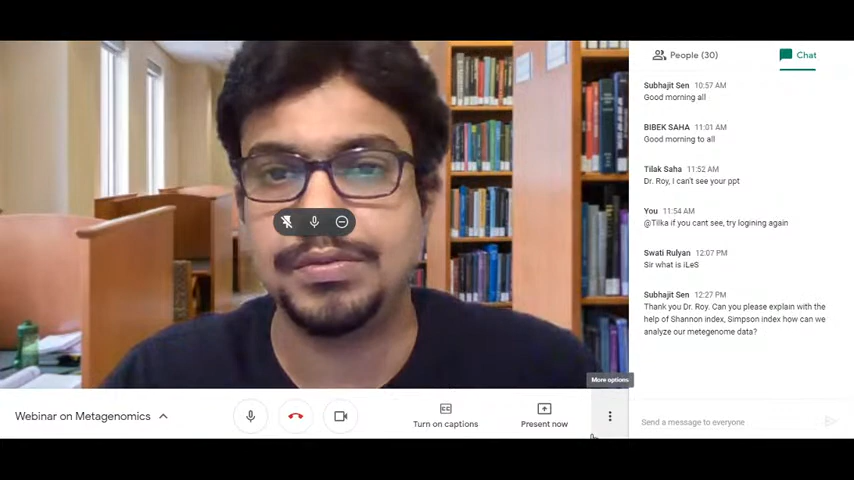 People (30)
Chat
Subhajit Sen 10:57 AM
Good morning all
BIBEK SAHA 11:01 AM
Good morning to all
Tilak Saha 11:52 AM
Dr. Roy, I can't see your ppt
You 11:54 AM
@Tilka if you cant see, try logining again
Swati Rulyan 12:07 PM
Sir what is iLeS
Subhajit Sen 12:27 PM
Thank you Dr. Roy. Can you please explain with the
help of Shannon index, Simpson index how can we
analyze our metegenome data?
More options
Webinar on Metagenomics
Turn on captions
Present now
Send a message to everyone